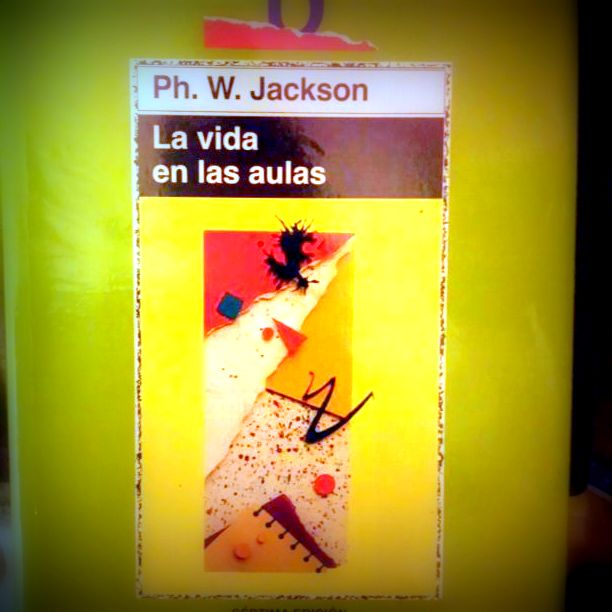 Ph. W. Jackson
La vida
en las aulas